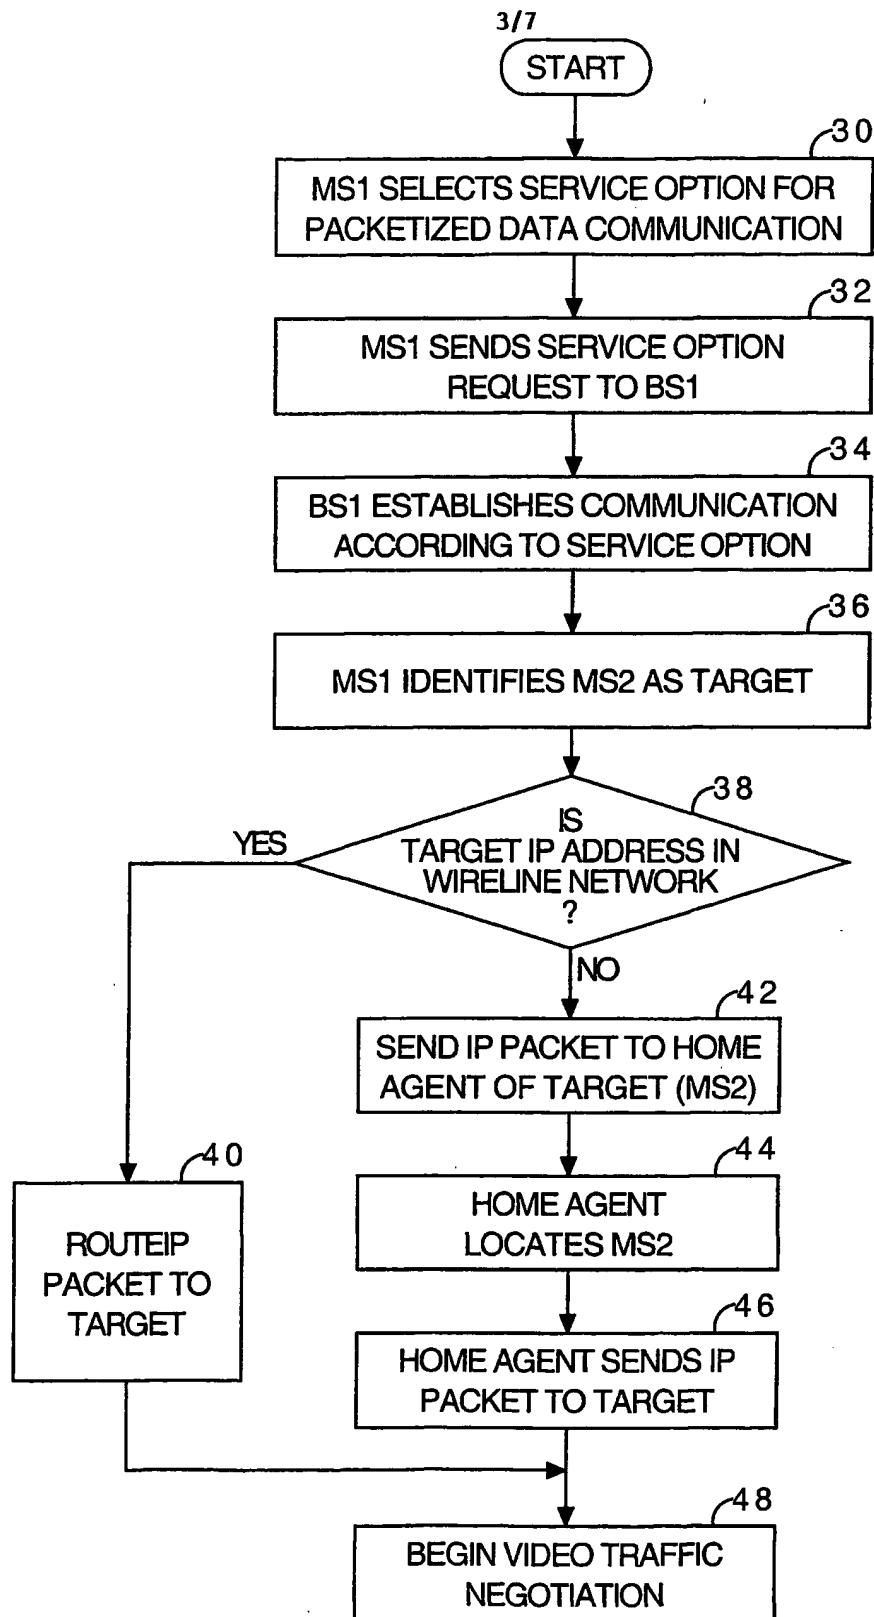 3/7
START
30
MS1 SELECTS SERVICE OPTION FOR
PACKETIZED DATA COMMUNICATION
32
MS1 SENDS SERVICE OPTION
REQUEST TO BS1
34
BS1 ESTABLISHES COMMUNICATION
ACCORDING TO SERVICE OPTION
36
MS1 IDENTIFIES MS2 AS TARGET
38
IS
TARGET IP ADDRESS IN
WIRELINE NETWORK
?
YES
NO
42
SEND IP PACKET TO HOME
AGENT OF TARGET (MS2)
40
ROUTEIP
PACKET TO
TARGET
44
HOME AGENT
LOCATES MS2
46
HOME AGENT SENDS IP
PACKET TO TARGET
48
BEGIN VIDEO TRAFFIC
NEGOTIATION